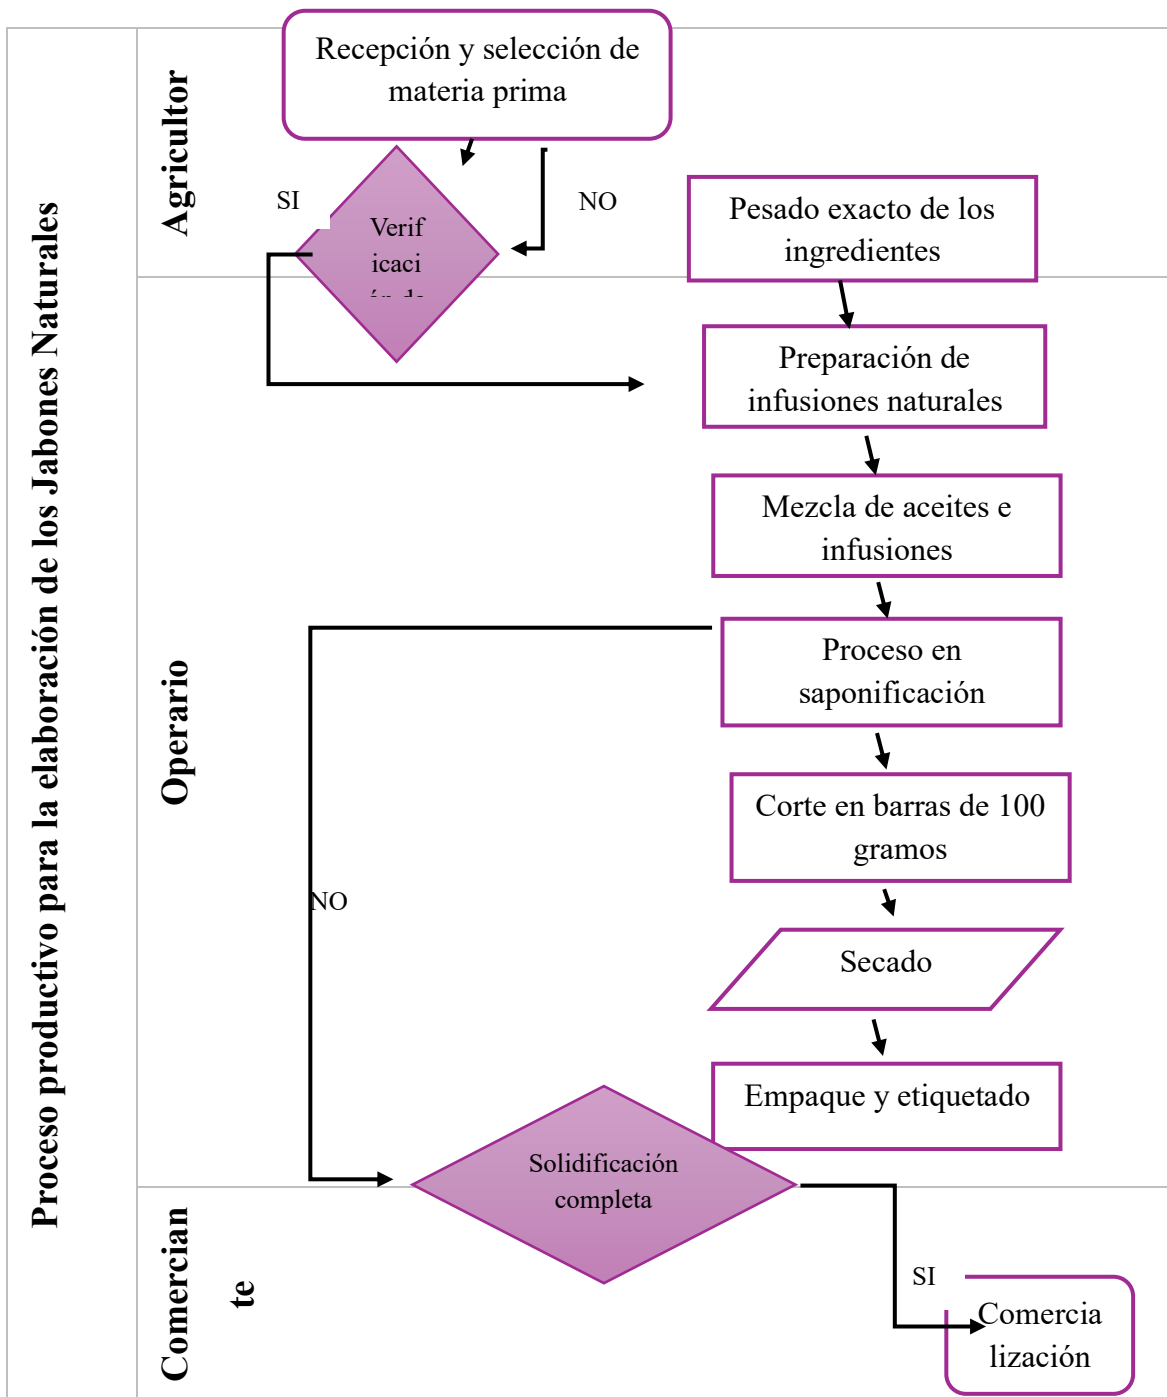 Proceso productivo para la elaboración de los Jabones Naturales
Agricultor
Recepción y selección de
materia prima
SI
NO
Verif
icaci
Pesado exacto de los
ingredientes
Operario
Preparación de
infusiones naturales
Mezcla de aceites e
infusiones
Proceso en
saponificación
Corte en barras de 100
gramos
NO
Secado
Empaque y etiquetado
Solidificación
completa
Comercian
te
SI
Comercia
lización